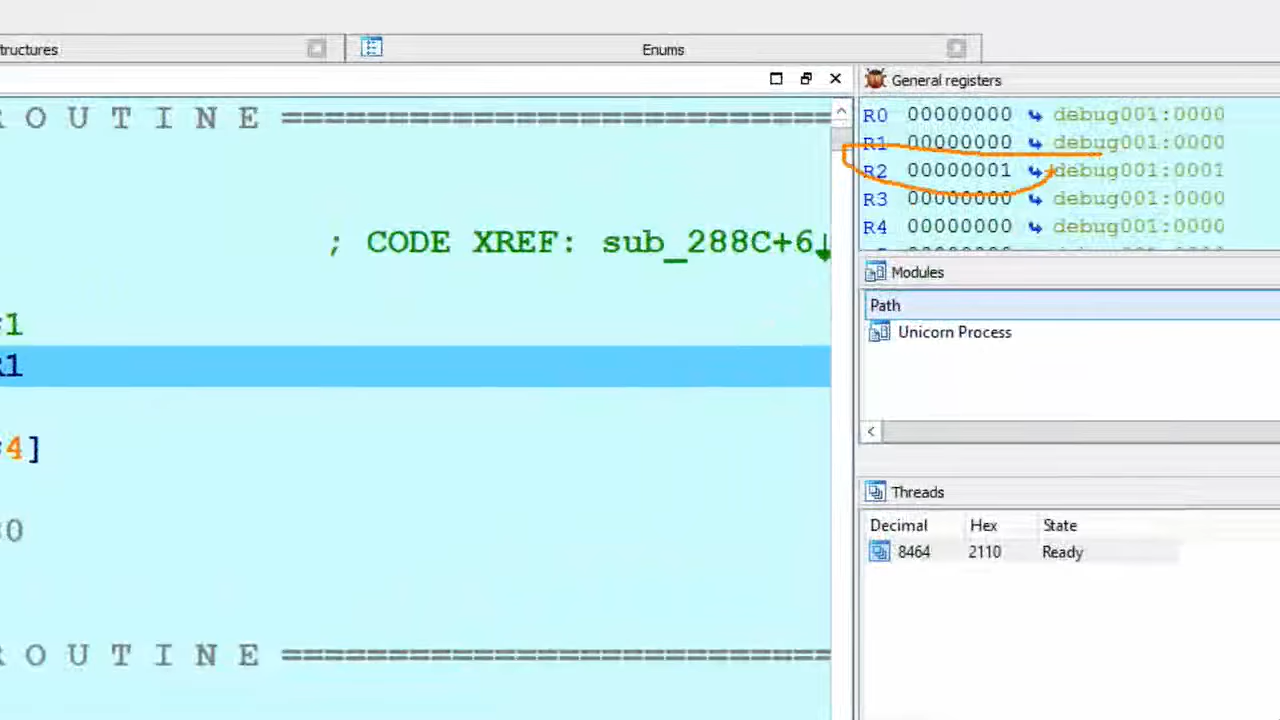 tructures
Enums
R O U T I N E =======================================
; CODE XREF: sub_288C+6↓
1
R1
4]
0
R O U T I N E =======================================
General registers
R0 00000000 debug001:0000
R1 00000000 debug001:0000
R2 00000001 debug001:0001
R3 00000000 debug001:0000
R4 00000000 debug001:0000
Modules
Path
Unicorn Process
Threads
Decimal Hex State
8464 2110 Ready